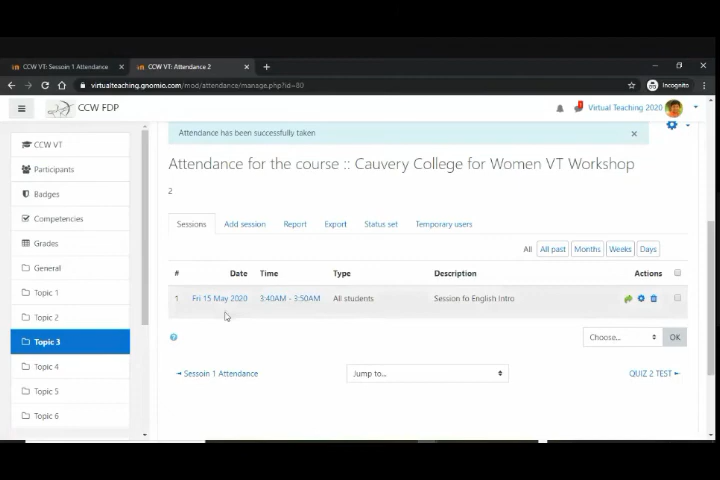 CCW VT: Sessoin 1 Attendance
CCW VT: Attendance 2
virtualteaching.gnomio.com/mod/attendance/manage.php?id=80
Incognito
CCW FDP
Virtual Teaching 2020
CCW VT
Participants
Badges
Competencies
Grades
General
Topic 1
Topic 2
Topic 3
Topic 4
Topic 5
Topic 6
Attendance has been successfully taken
Attendance for the course :: Cauvery College for Women VT Workshop
2
Sessions Add session Report Export Status set Temporary users
All All past Months Weeks Days
# Date Time Type Description Actions
1 Fri 15 May 2020 3:40AM - 3:50AM All students Session fo English Intro
Choose... OK
◄ Sessoin 1 Attendance Jump to... QUIZ 2 TEST ►